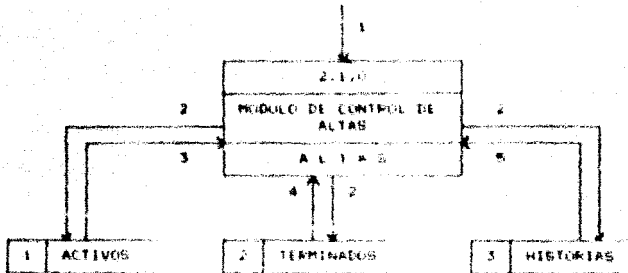 1
2.1.0
MODULO DE CONTROL DE
ALTAS
A L T A S
2
3
2
5
4
2
1 ACTIVOS
2 TERMINADOS
3 HISTORIAS